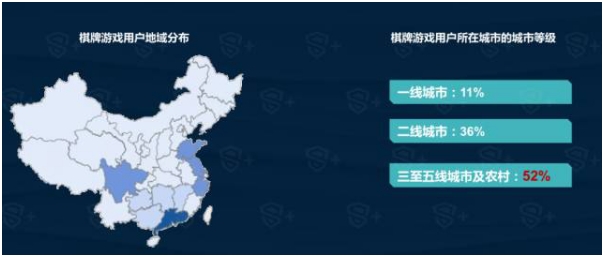 棋牌游戏用户地域分布
棋牌游戏用户所在城市的城市等级
一线城市：11%
二线城市：36%
三至五线城市及农村：52%